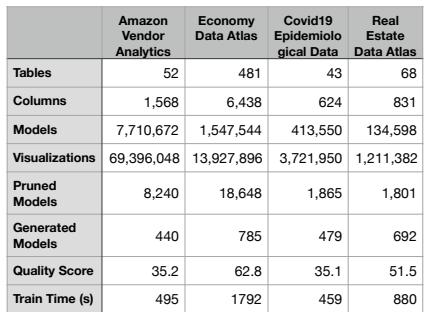 Amazon Vendor Analytics Economy Data Atlas Covid19 Epidemiolo gical Data Real Estate Data Atlas
Tables 52 481 43 68
Columns 1,568 6,438 624 831
Models 7,710,672 1,547,544 413,550 134,598
Visualizations 69,396,048 13,927,896 3,721,950 1,211,382
Pruned Models 8,240 18,648 1,865 1,801
Generated Models 440 785 479 692
Quality Score 35.2 62.8 35.1 51.5
Train Time (s) 495 1792 459 880